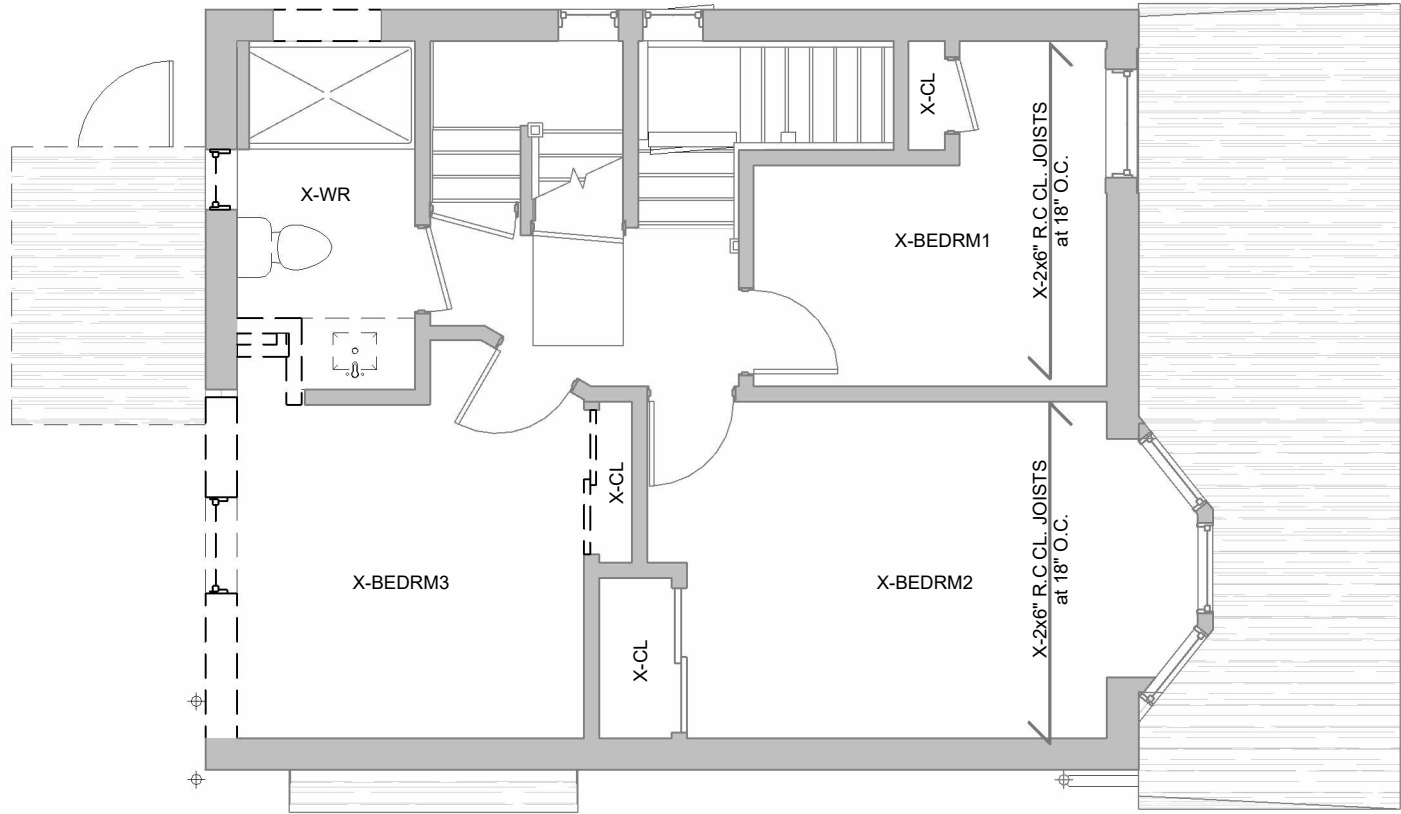 X-CL
X-WR
X-BEDRM1
X-2x6" R.C CL. JOISTS
at 18" O.C.
X-CL
X-BEDRM3
X-BEDRM2
X-2x6" R.C CL. JOISTS
at 18" O.C.
X-CL